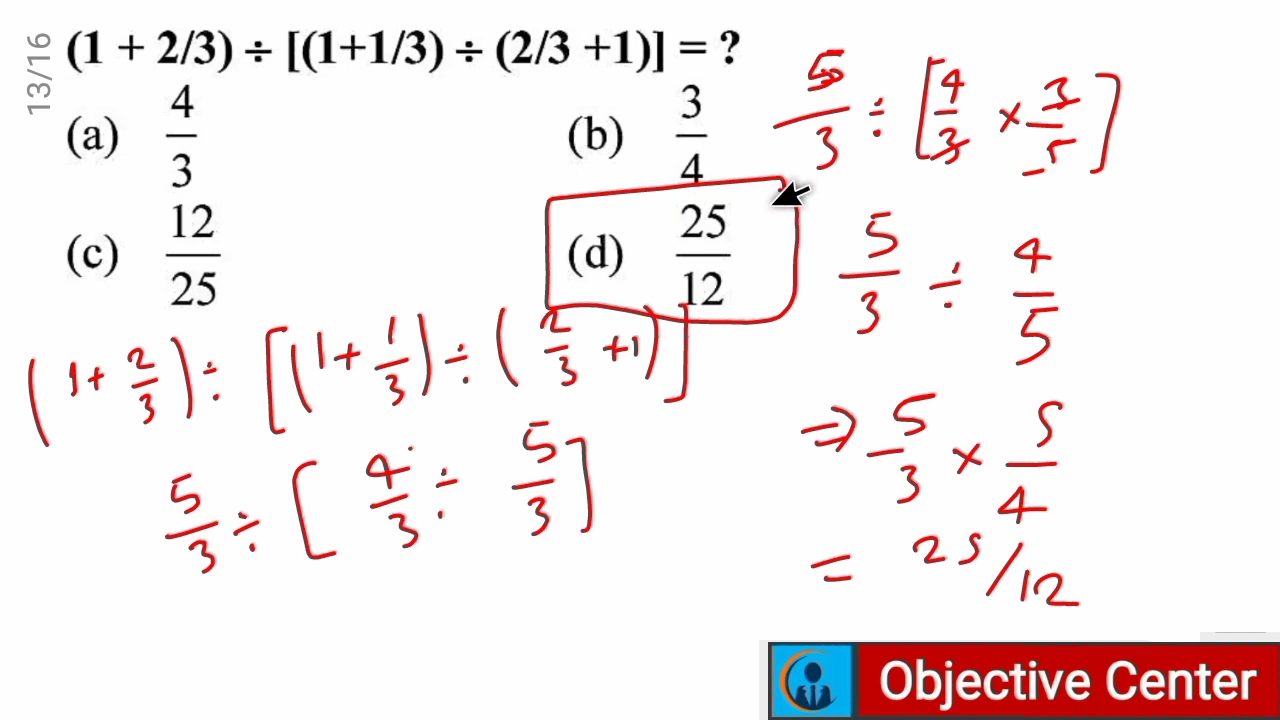 13/16
(1 + 2/3) ÷ [(1+1/3) ÷ (2/3 +1)] = ?
(a) 4/3 (b) 3/4
(c) 12/25 (d) 25/12
(1 + 2/3) ÷ [(1 + 1/3) ÷ (2/3 +1)]
5/3 ÷ [4/3 ÷ 5/3]
5/3 ÷ [4/3 × 3/5]
5/3 ÷ 4/5
⇒ 5/3 × 5/4
= 25/12
Objective Center